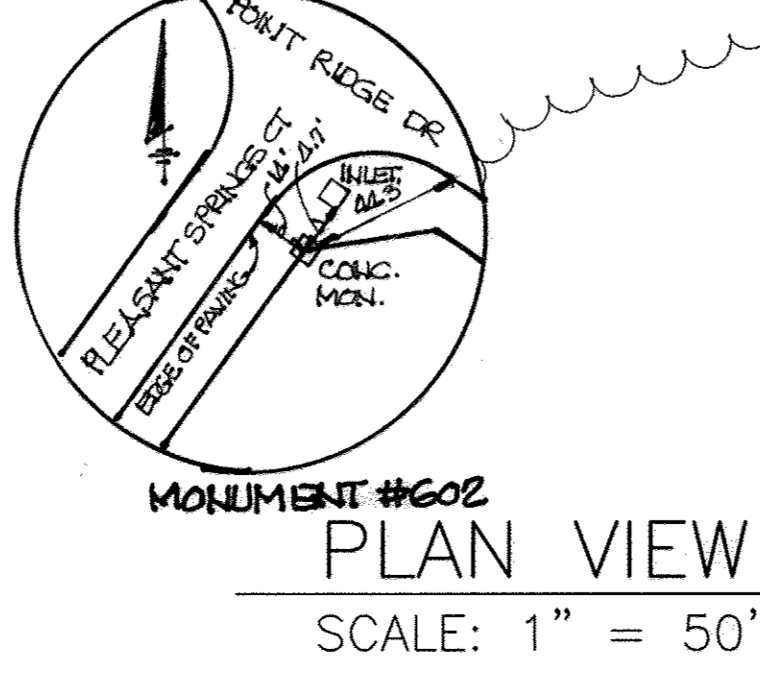 POINT RIDGE DR
PLEASANT SPRINGS CT
14'
INLET
EDGE OF PAVING
CONC.
MON.
MONUMENT #602
PLAN VIEW
SCALE: 1" = 50'